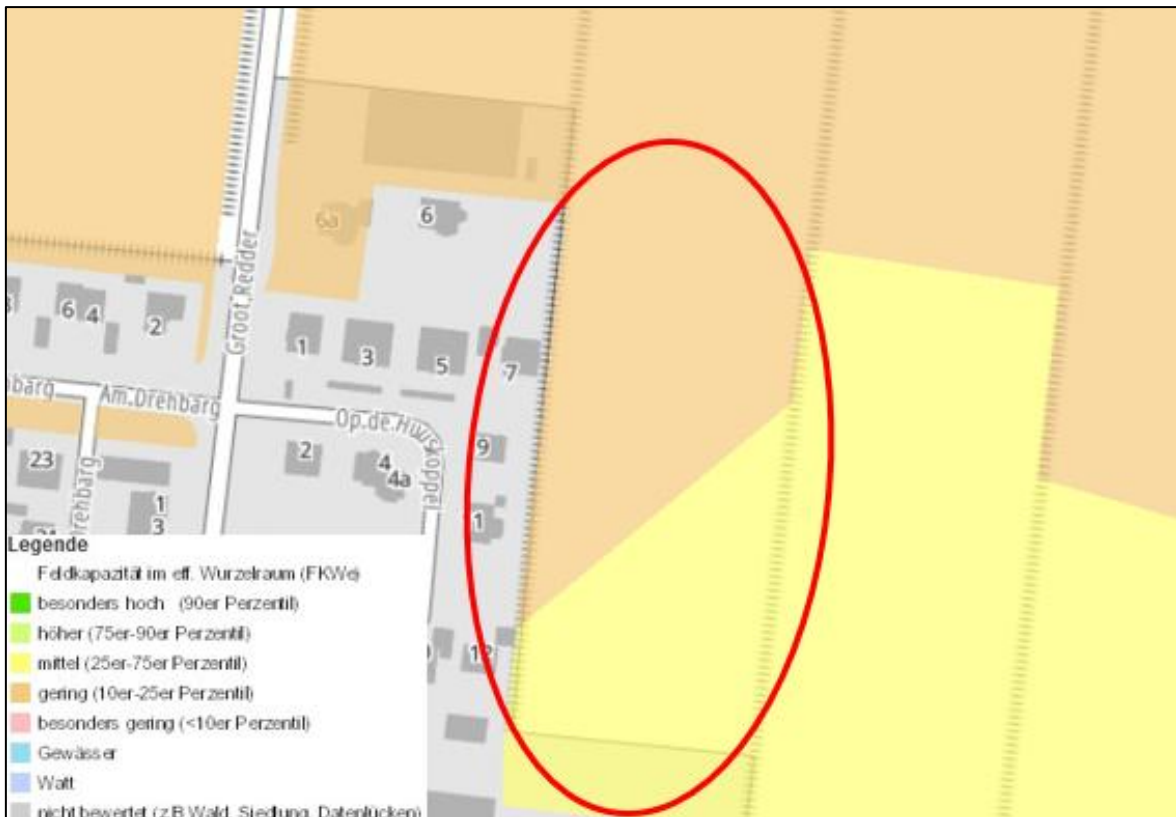 6a
6
Groot Redder
6
4
2
1
3
5
7
Am Drehbarg
Op de Huuskoppel
2
4
4a
9
23
1
3
1
12
Legende
Feldkapazität im eff. Wurzelraum (FKWe)
besonders hoch (90er Perzentil)
höher (75er-90er Perzentil)
mittel (25er-75er Perzentil)
gering (10er-25er Perzentil)
besonders gering (<10er Perzentil)
Gewässer
Watt
nicht bewertet (z.B. Wald, Siedlung, Datenlücken)